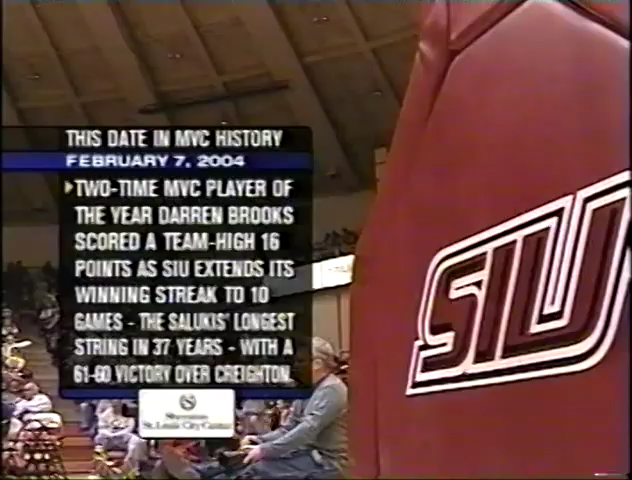 THIS DATE IN MVC HISTORY
FEBRUARY 7, 2004
TWO-TIME MVC PLAYER OF
THE YEAR DARREN BROOKS
SCORED A TEAM-HIGH 16
POINTS AS SIU EXTENDS ITS
WINNING STREAK TO 10
GAMES - THE SALUKIS' LONGEST
STRING IN 37 YEARS - WITH A
61-60 VICTORY OVER CREIGHTON.
Sheraton
St. Louis City Center
SIU